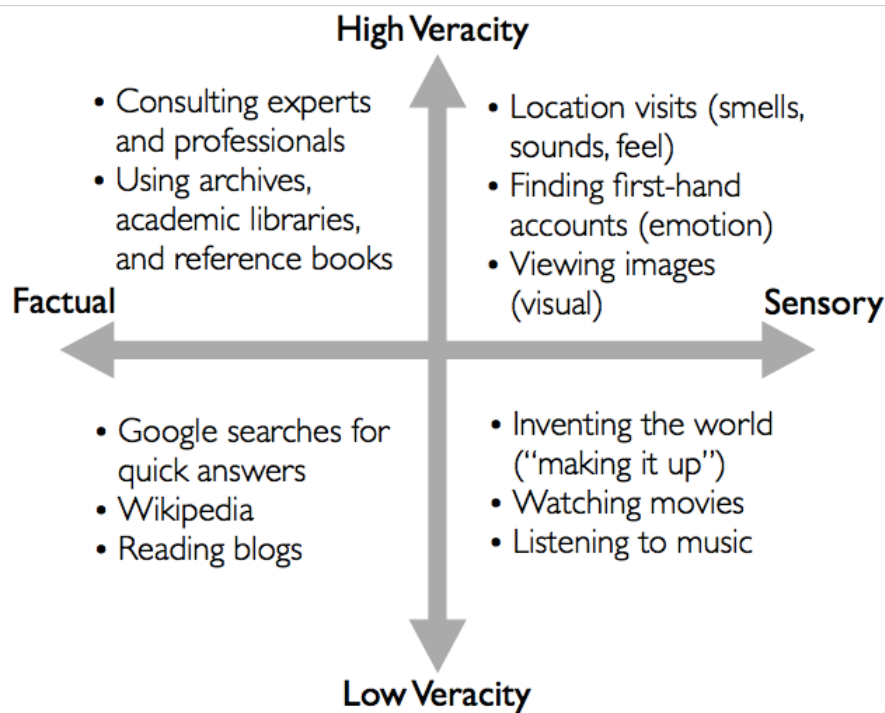 High Veracity
• Consulting experts
and professionals
• Using archives,
academic libraries,
and reference books
• Location visits (smells,
sounds, feel)
• Finding first-hand
accounts (emotion)
• Viewing images
(visual)
Factual
Sensory
• Google searches for
quick answers
• Wikipedia
• Reading blogs
• Inventing the world
(“making it up”)
• Watching movies
• Listening to music
Low Veracity